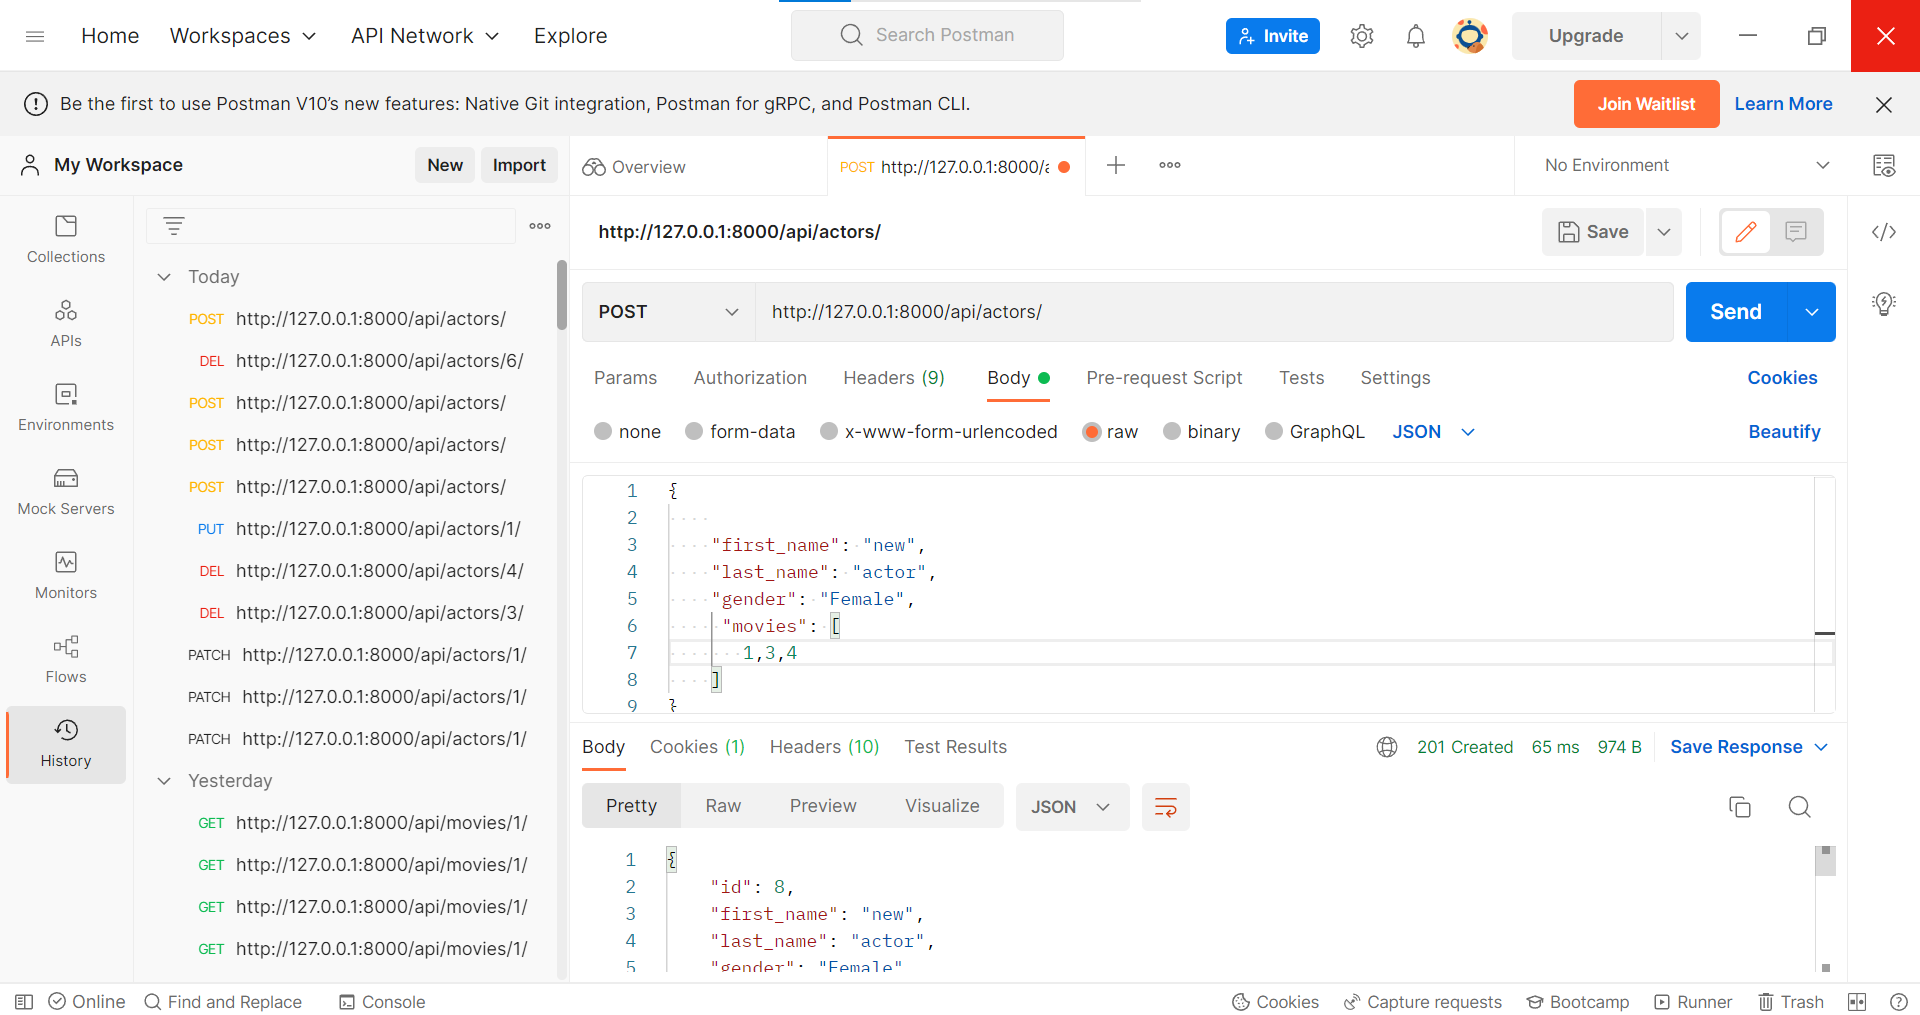 Home Workspaces API Network Explore Search Postman Invite Upgrade
Be the first to use Postman V10’s new features: Native Git integration, Postman for gRPC, and Postman CLI. Join Waitlist Learn More
My Workspace New Import
Overview POST http://127.0.0.1:8000/a No Environment
Collections
APIs
Environments
Mock Servers
Monitors
Flows
History
Today
POST http://127.0.0.1:8000/api/actors/
DEL http://127.0.0.1:8000/api/actors/6/
POST http://127.0.0.1:8000/api/actors/
POST http://127.0.0.1:8000/api/actors/
POST http://127.0.0.1:8000/api/actors/
PUT http://127.0.0.1:8000/api/actors/1/
DEL http://127.0.0.1:8000/api/actors/4/
DEL http://127.0.0.1:8000/api/actors/3/
PATCH http://127.0.0.1:8000/api/actors/1/
PATCH http://127.0.0.1:8000/api/actors/1/
PATCH http://127.0.0.1:8000/api/actors/1/
Yesterday
GET http://127.0.0.1:8000/api/movies/1/
GET http://127.0.0.1:8000/api/movies/1/
GET http://127.0.0.1:8000/api/movies/1/
GET http://127.0.0.1:8000/api/movies/1/
http://127.0.0.1:8000/api/actors/ Save
POST http://127.0.0.1:8000/api/actors/ Send
Params Authorization Headers (9) Body Pre-request Script Tests Settings Cookies
none form-data x-www-form-urlencoded raw binary GraphQL JSON Beautify
1 {
2
3 "first_name": "new",
4 "last_name": "actor",
5 "gender": "Female",
6 "movies": [
7 1,3,4
8 ]
9 }
Body Cookies (1) Headers (10) Test Results 201 Created 65 ms 974 B Save Response
Pretty Raw Preview Visualize JSON
1 {
2 "id": 8,
3 "first_name": "new",
4 "last_name": "actor",
5 "gender": "Female"
Online Find and Replace Console Cookies Capture requests Bootcamp Runner Trash